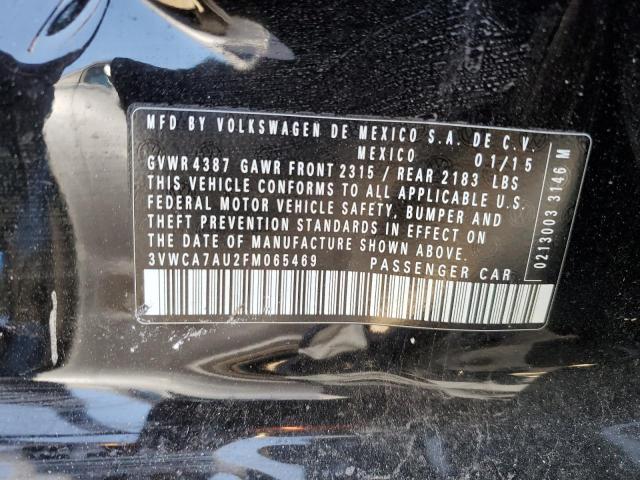 MFD BY VOLKSWAGEN DE MEXICO S.A. DE C.V.
MEXICO 01/15
GVWR 4387 GAWR FRONT 2315 / REAR 2183 LBS
THIS VEHICLE CONFORMS TO ALL APPLICABLE U.S.
FEDERAL MOTOR VEHICLE SAFETY, BUMPER AND
THEFT PREVENTION STANDARDS IN EFFECT ON
THE DATE OF MANUFACTURE SHOWN ABOVE.
3VWCA7AU2FM065469 PASSENGER CAR
0213003 3146 M